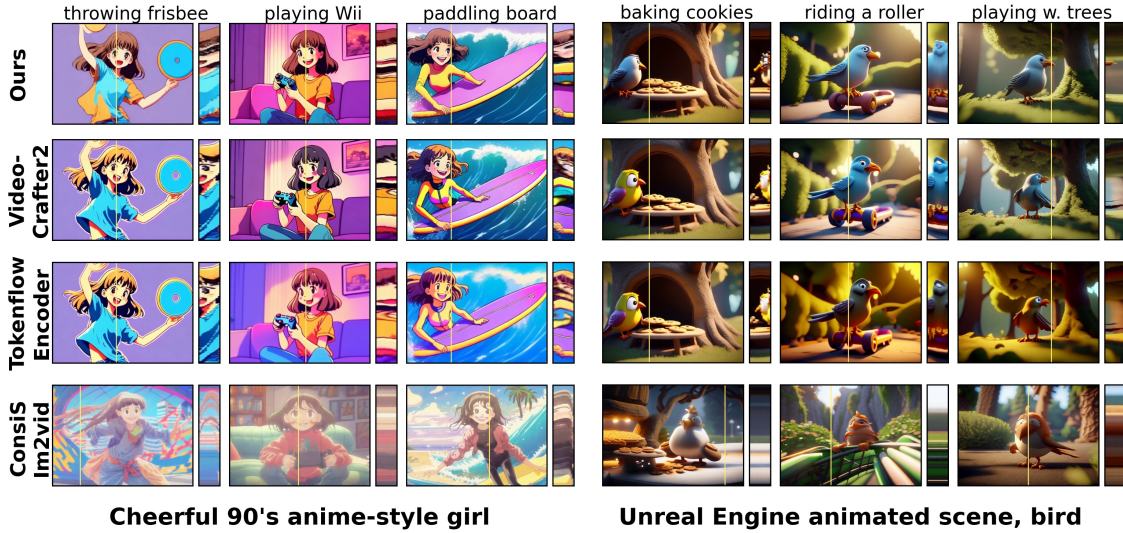 throwing frisbee playing Wii paddling board baking cookies riding a roller playing w. trees
Ours
Video-
Crafter2
Tokenflow
Encoder
ConsiS
Im2vid
Cheerful 90's anime-style girl Unreal Engine animated scene, bird